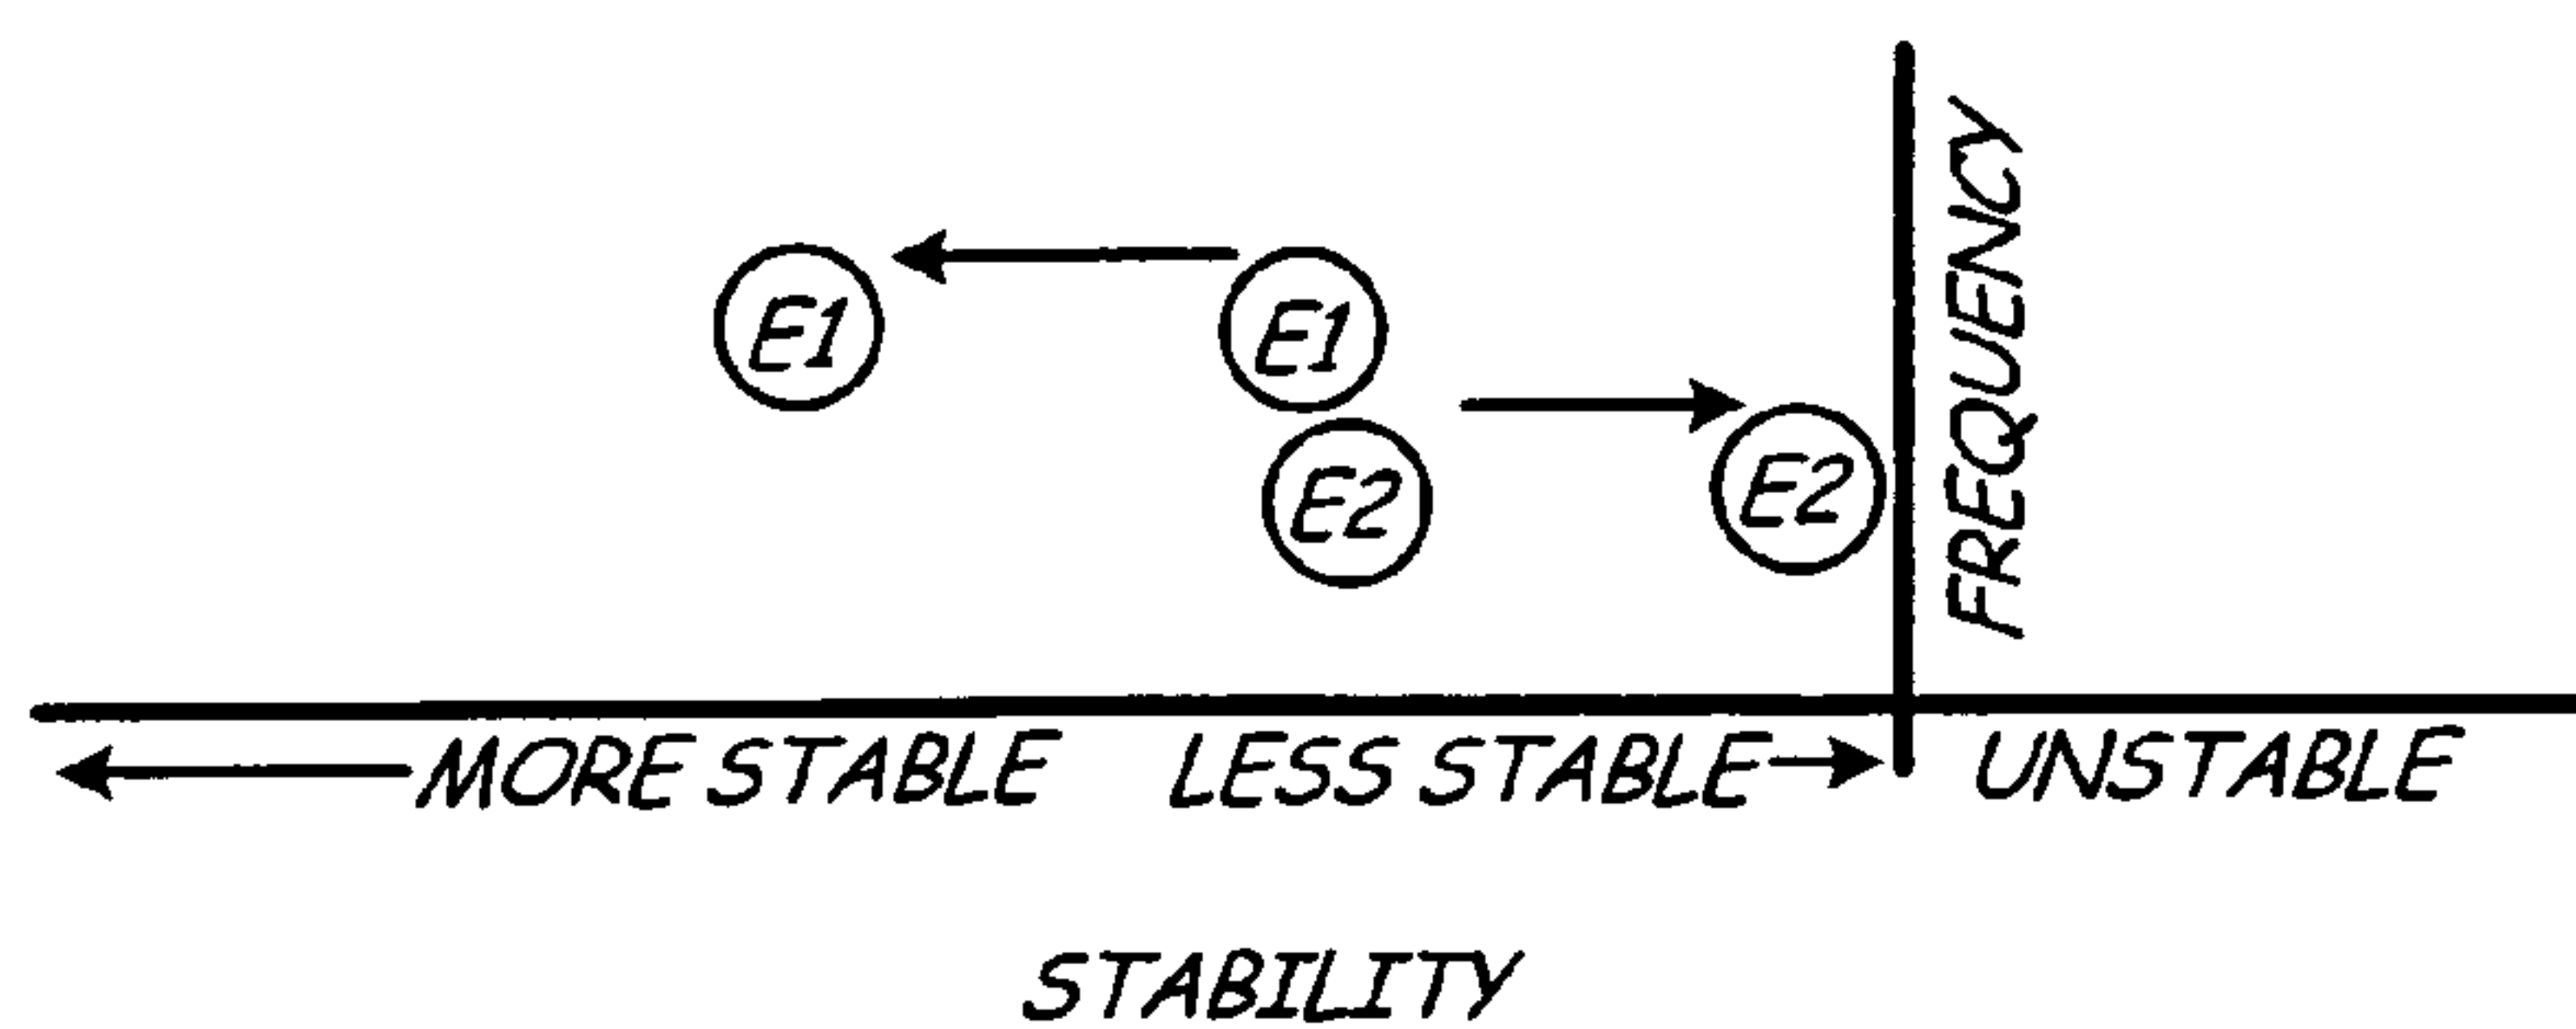 E1
E1
E2
E2
FREQUENCY
MORE STABLE LESS STABLE UNSTABLE
STABILITY